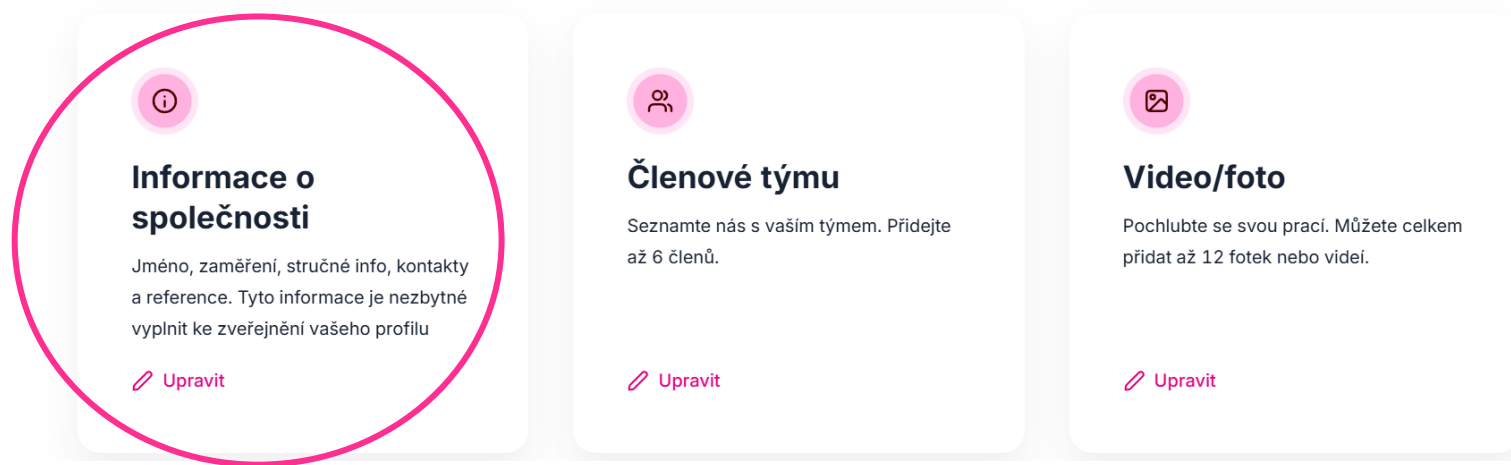 Informace o
společnosti
Jméno, zaměření, stručné info, kontakty
a reference. Tyto informace je nezbytné
vyplnit ke zveřejnění vašeho profilu
Upravit
Členové týmu
Seznamte nás s vaším týmem. Přidejte
až 6 členů.
Upravit
Video/foto
Pochlubte se svou prací. Můžete celkem
přidat až 12 fotek nebo videí.
Upravit